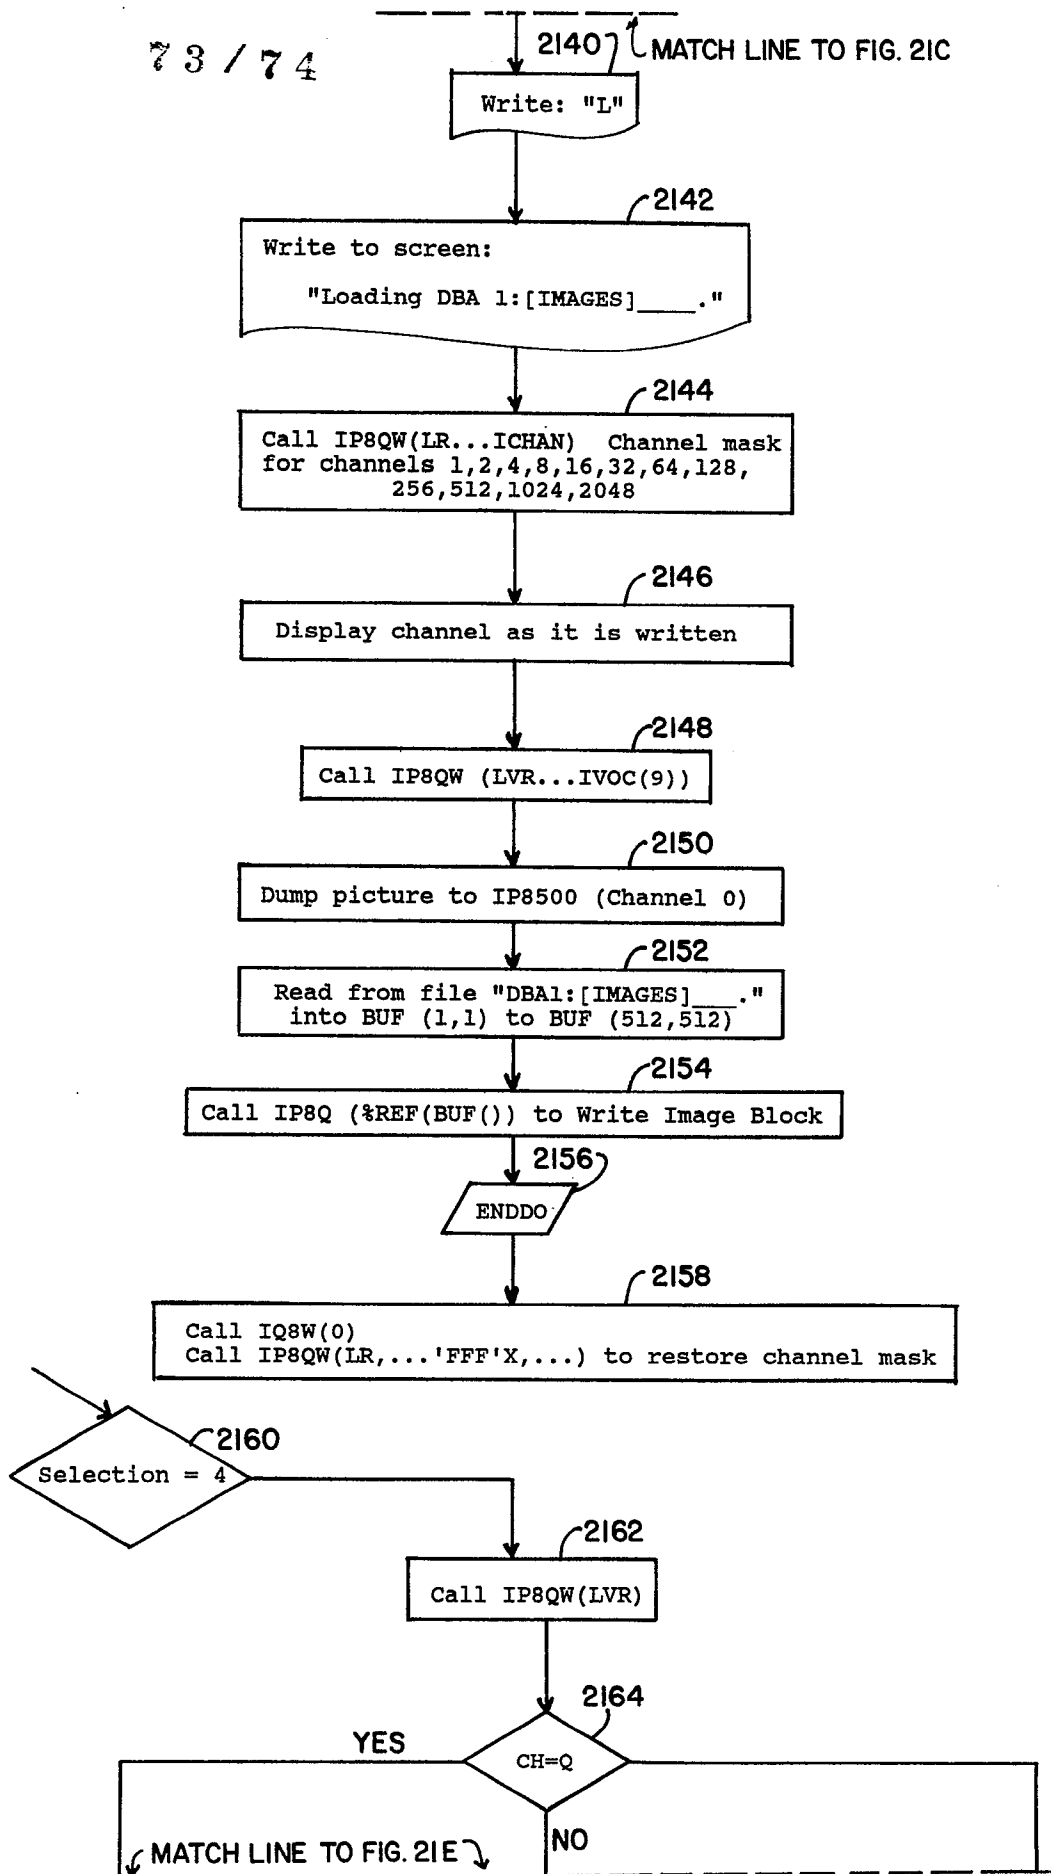 73/74
2140
MATCH LINE TO FIG. 21C
Write: "L"
2142
Write to screen:
"Loading DBA 1:[IMAGES]____."
2144
Call IP8QW(LR...ICHAN) Channel mask
for channels 1,2,4,8,16,32,64,128,
256,512,1024,2048
2146
Display channel as it is written
2148
Call IP8QW (LVR...IVOC(9))
2150
Dump picture to IP8500 (Channel 0)
2152
Read from file "DBA1:[IMAGES]___."
into BUF (1,1) to BUF (512,512)
2154
Call IP8Q (%REF(BUF()) to Write Image Block
2156
ENDDO
2158
Call IQ8W(0)
Call IP8QW(LR,...'FFF'X,...) to restore channel mask
2160
Selection = 4
2162
Call IP8QW(LVR)
2164
YES
CH=Q
NO
MATCH LINE TO FIG. 21E